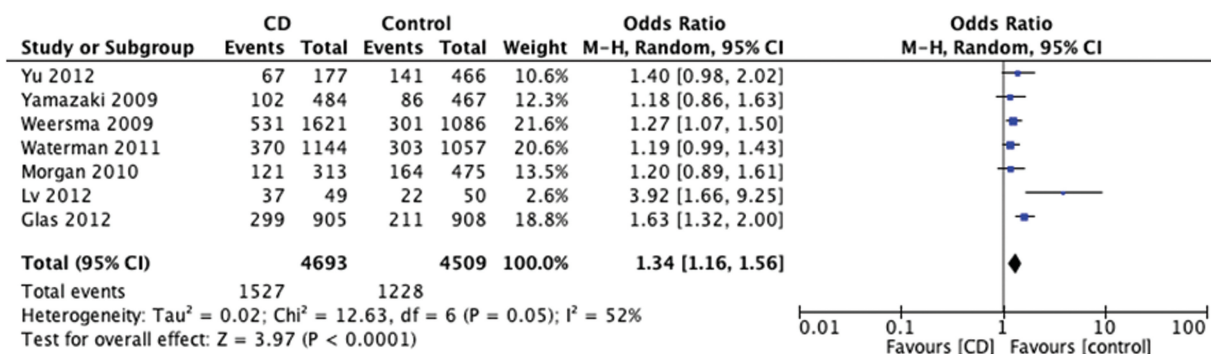 CD Control Odds Ratio Odds Ratio
Study or Subgroup Events Total Events Total Weight M-H, Random, 95% CI M-H, Random, 95% CI
Yu 2012 67 177 141 466 10.6% 1.40 [0.98, 2.02]
Yamazaki 2009 102 484 86 467 12.3% 1.18 [0.86, 1.63]
Weersma 2009 531 1621 301 1086 21.6% 1.27 [1.07, 1.50]
Waterman 2011 370 1144 303 1057 20.6% 1.19 [0.99, 1.43]
Morgan 2010 121 313 164 475 13.5% 1.20 [0.89, 1.61]
Lv 2012 37 49 22 50 2.6% 3.92 [1.66, 9.25]
Glas 2012 299 905 211 908 18.8% 1.63 [1.32, 2.00]
Total (95% CI) 4693 4509 100.0% 1.34 [1.16, 1.56]
Total events 1527 1228
Heterogeneity: Tau² = 0.02; Chi² = 12.63, df = 6 (P = 0.05); I² = 52%
Test for overall effect: Z = 3.97 (P < 0.0001)
0.01 0.1 1 10 100
Favours [CD] Favours [control]